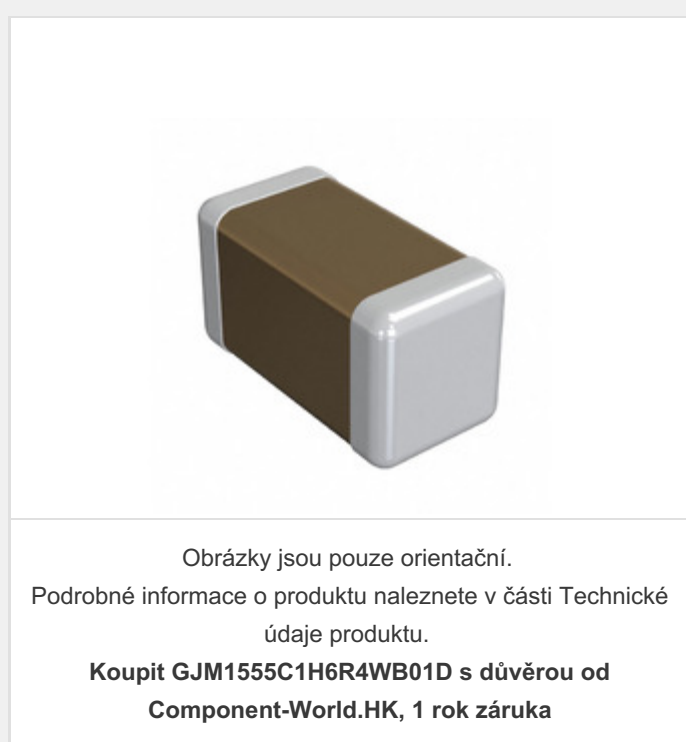 Obrázky jsou pouze orientační.
Podrobné informace o produktu naleznete v části Technické
údaje produktu.
Koupit GJM1555C1H6R4WB01D s důvěrou od
Component-World.HK, 1 rok záruka